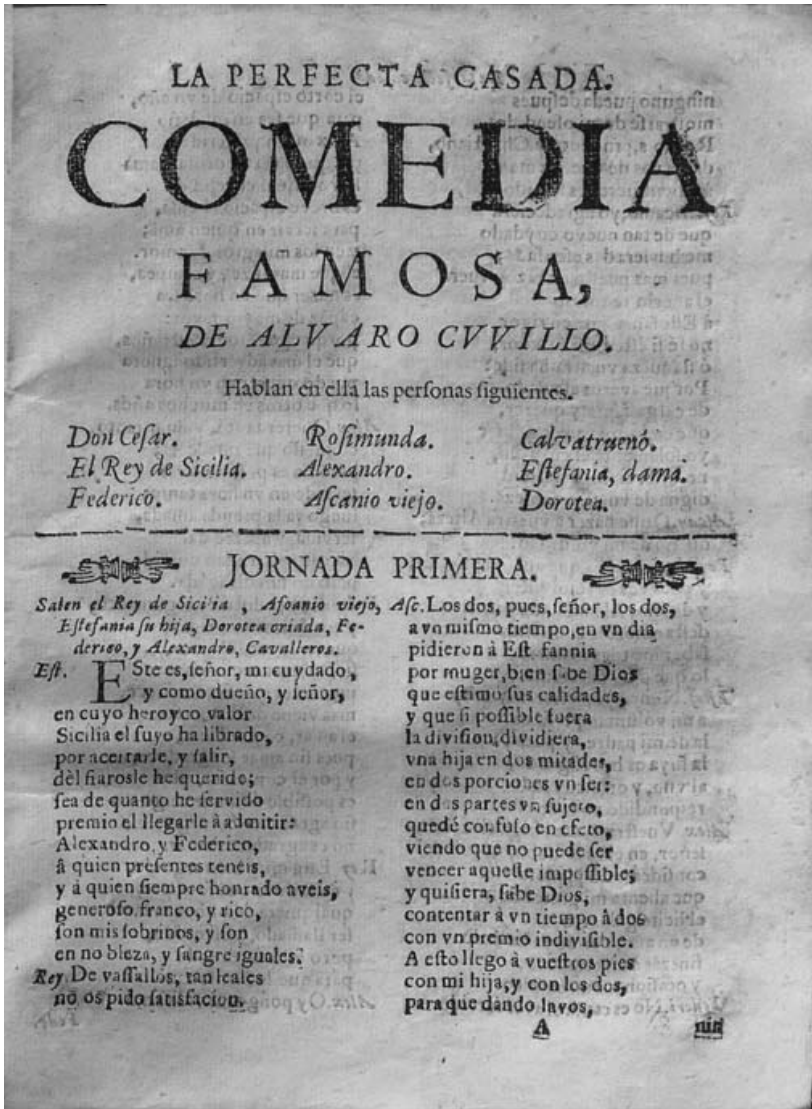 LA PERFECTA CASADA.
COMEDIA
FAMOSA,
DE ALVARO CVVILLO.
Hablan en ella las perſonas ſiguientes.
Don Ceſar. Roſimunda. Calvatruenó.
El Rey de Sicilia. Alexandro. Eſtefania, dama.
Federico. Aſcanio viejo. Dorotea.
JORNADA PRIMERA.
Salen el Rey de Sicilia, Aſcanio viejo,
Eſtefania ſu hija, Dorotea criada, Fe-
derico, y Alexandro, Cavalleros.
Eſt. ESte es, ſeñor, mi cuydado,
y como dueño, y ſeñor,
en cuyo heroyco valor
Sicilia el ſuyo ha librado,
por acertarle, y ſalir,
dèl fiarosle he querido;
ſea de quanto he ſervido
premio el llegarle à admitir:
Alexandro, y Federico,
â quien preſentes teneis,
y à quien ſiempre honrado aveis,
generoſo, franco, y rico,
ſon mis ſobrinos, y ſon
en no bleza, y ſangre iguales.
Rey. De vaſſallos, tan leales
no os pido ſatisfacion.
Aſc. Los dos, pues, ſeñor, los dos,
a vn miſmo tiempo, en vn dia
pidieron à Eſt fannia
por muger, bien ſabe Dios
que eſtimo ſus calidades,
y que ſi poſſible fuera
la diviſion, dividiera,
vna hija en dos mitades,
en dos porciones vn ſer:
en dos partes vn ſujeto,
quedé confuſo en efeto,
viendo que no puede ſer
vencer aqueſte impoſſible;
y quiſiera, ſabe Dios,
contentar á vn tiempo à dos
con vn premio indiviſible.
A eſto llego à vueſtros pies
con mi hija, y con los dos,
para que dando la vos,
A nin